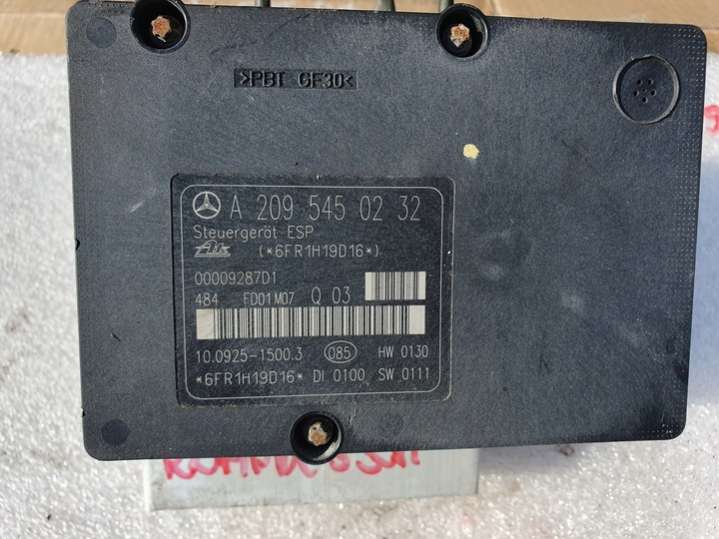 >PBT GF30<
A 209 545 02 32
Steuergerät ESP
(*6FR1H19D16*)
00009287D1
484 FD01M07 Q 03
10.0925-1500.3 085 HW 0130
*6FR1H19D16* DI 0100 SW 0111